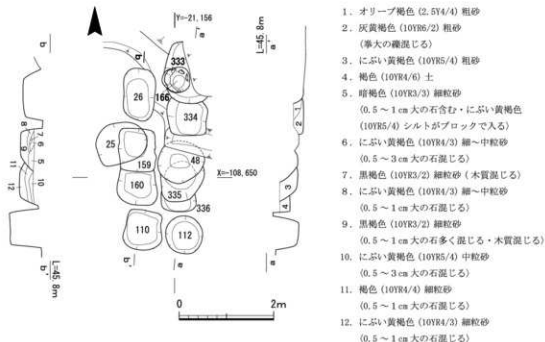 Y=-21,156
L=45.8m
b
a
a'
b'
333
26
166
334
25
159
48
X=-108,650
160
335
336
110
112
8
7
6
9
5
11
10
12
1
2
3
4
b'
b'
a
a
L=45.8m
0
2m
1. オリーブ褐色 (2.5Y4/4) 粗砂
2. 灰黄褐色 (10YR6/2) 粗砂
(拳大の礫混じる)
3. にぶい黄褐色 (10YR5/4) 粗砂
4. 褐色 (10YR4/6) 土
5. 暗褐色 (10YR3/3) 細粒砂
(0.5～1㎝大の石含む・にぶい黄褐色
(10YR5/4) シルトがブロックで入る)
6. にぶい黄褐色 (10YR4/3) 細～中粒砂
(0.5～3㎝大の石混じる)
7. 黒褐色 (10YR3/2) 細粒砂 (木質混じる)
8. にぶい黄褐色 (10YR4/3) 細～中粒砂
(0.5～1㎝大の石混じる)
9. 黒褐色 (10YR3/2) 細粒砂
(0.5～1㎝大の石多く混じる・木質混じる)
10. にぶい黄褐色 (10YR5/4) 中粒砂
(0.5～3㎝大の石混じる)
11. 褐色 (10YR4/4) 細粒砂
(0.5～1㎝大の石混じる)
12. にぶい黄褐色 (10YR4/3) 細粒砂
(0.5～1㎝大の石混じる)